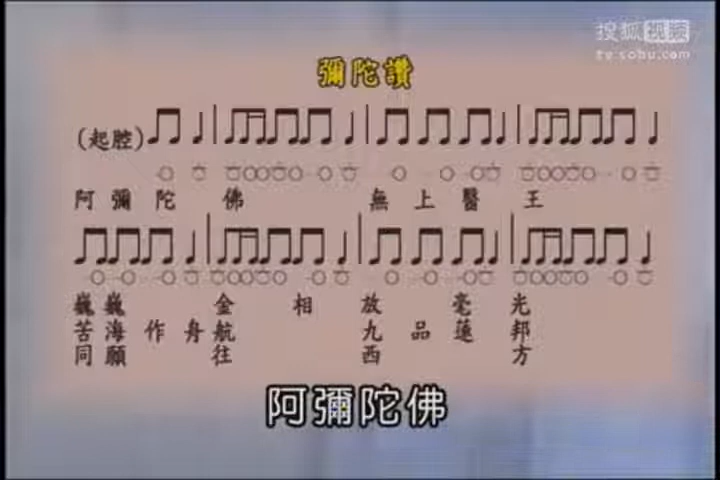 搜狐视频
tv.sohu.com
彌陀讚
(起腔)
阿彌陀佛 無上醫王
巍巍 金相放毫光
苦海作舟航 九品蓮邦
同願往西方
阿彌陀佛